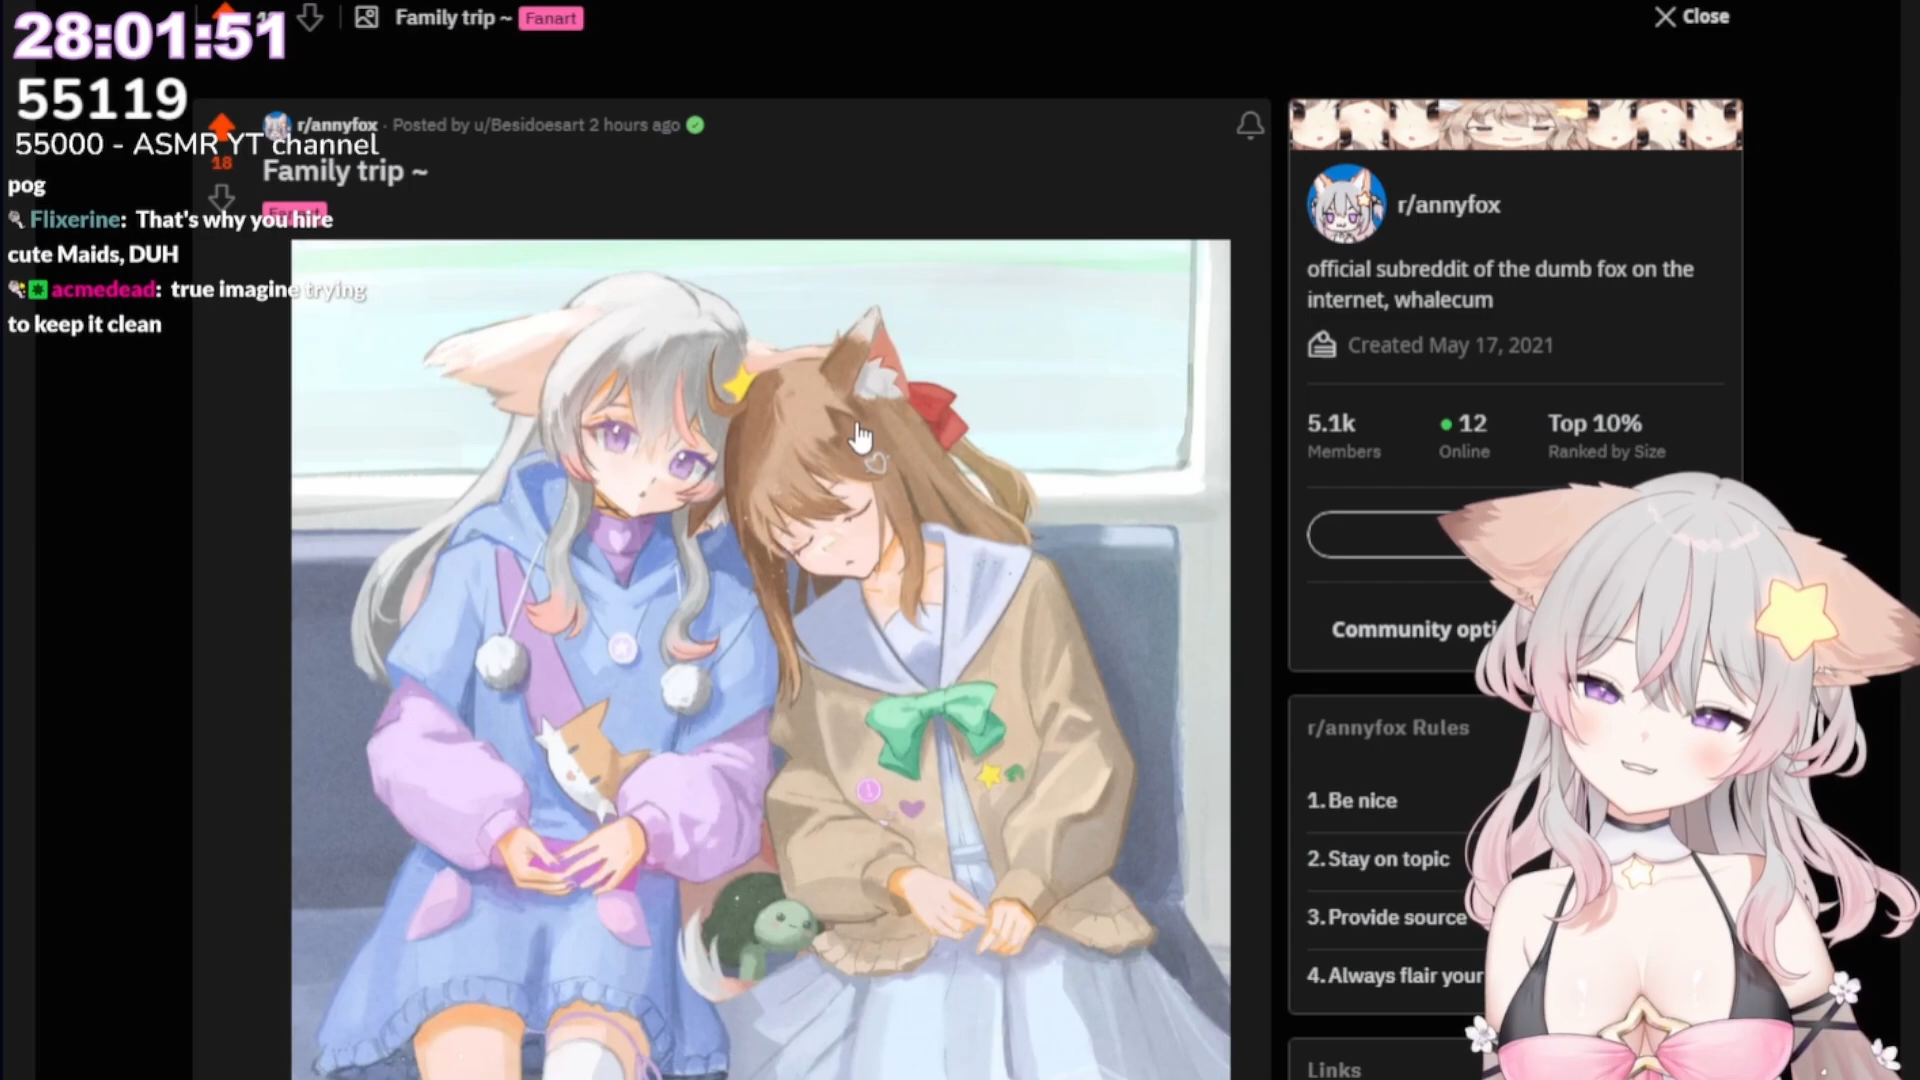 28:01:51
Family trip ~ Fanart
Close
55119
55000 - ASMR YT channel
r/annyfox · Posted by u/Besidoesart 2 hours ago
18
Family trip ~
pog
Flixerine: That's why you hire
cute Maids, DUH
acmedead: true imagine trying
to keep it clean
r/annyfox
official subreddit of the dumb fox on the
internet, whalecum
Created May 17, 2021
5.1k
Members
12
Online
Top 10%
Ranked by Size
Community opti
r/annyfox Rules
1. Be nice
2. Stay on topic
3. Provide source
4. Always flair your
Links